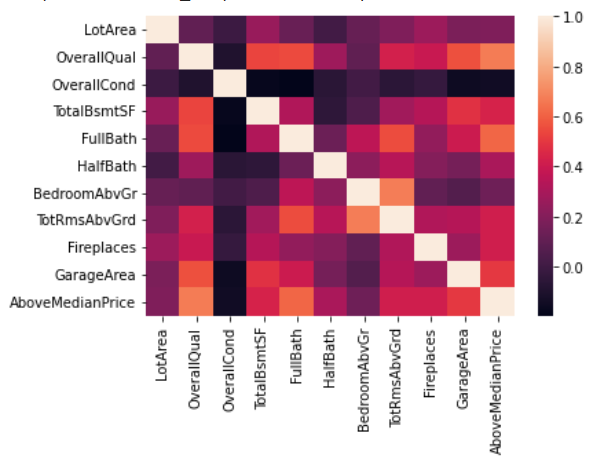 LotArea
OverallQual
OverallCond
TotalBsmtSF
FullBath
HalfBath
BedroomAbvGr
TotRmsAbvGrd
Fireplaces
GarageArea
AboveMedianPrice
LotArea
OverallQual
OverallCond
TotalBsmtSF
FullBath
HalfBath
BedroomAbvGr
TotRmsAbvGrd
Fireplaces
GarageArea
AboveMedianPrice
1.0
0.8
0.6
0.4
0.2
0.0